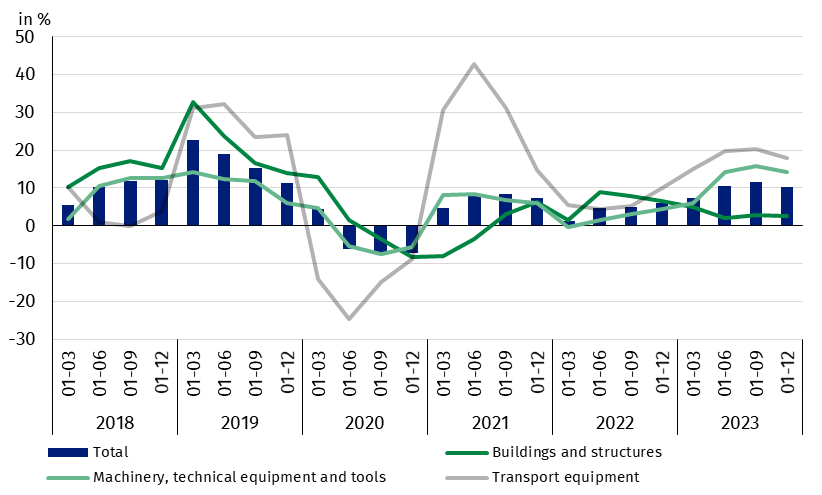 in %
50
40
30
20
10
0
-10
-20
-30
01-03 01-06 01-09 01-12 01-03 01-06 01-09 01-12 01-03 01-06 01-09 01-12 01-03 01-06 01-09 01-12 01-03 01-06 01-09 01-12 01-03 01-06 01-09 01-12
2018 2019 2020 2021 2022 2023
Total Buildings and structures
Machinery, technical equipment and tools Transport equipment